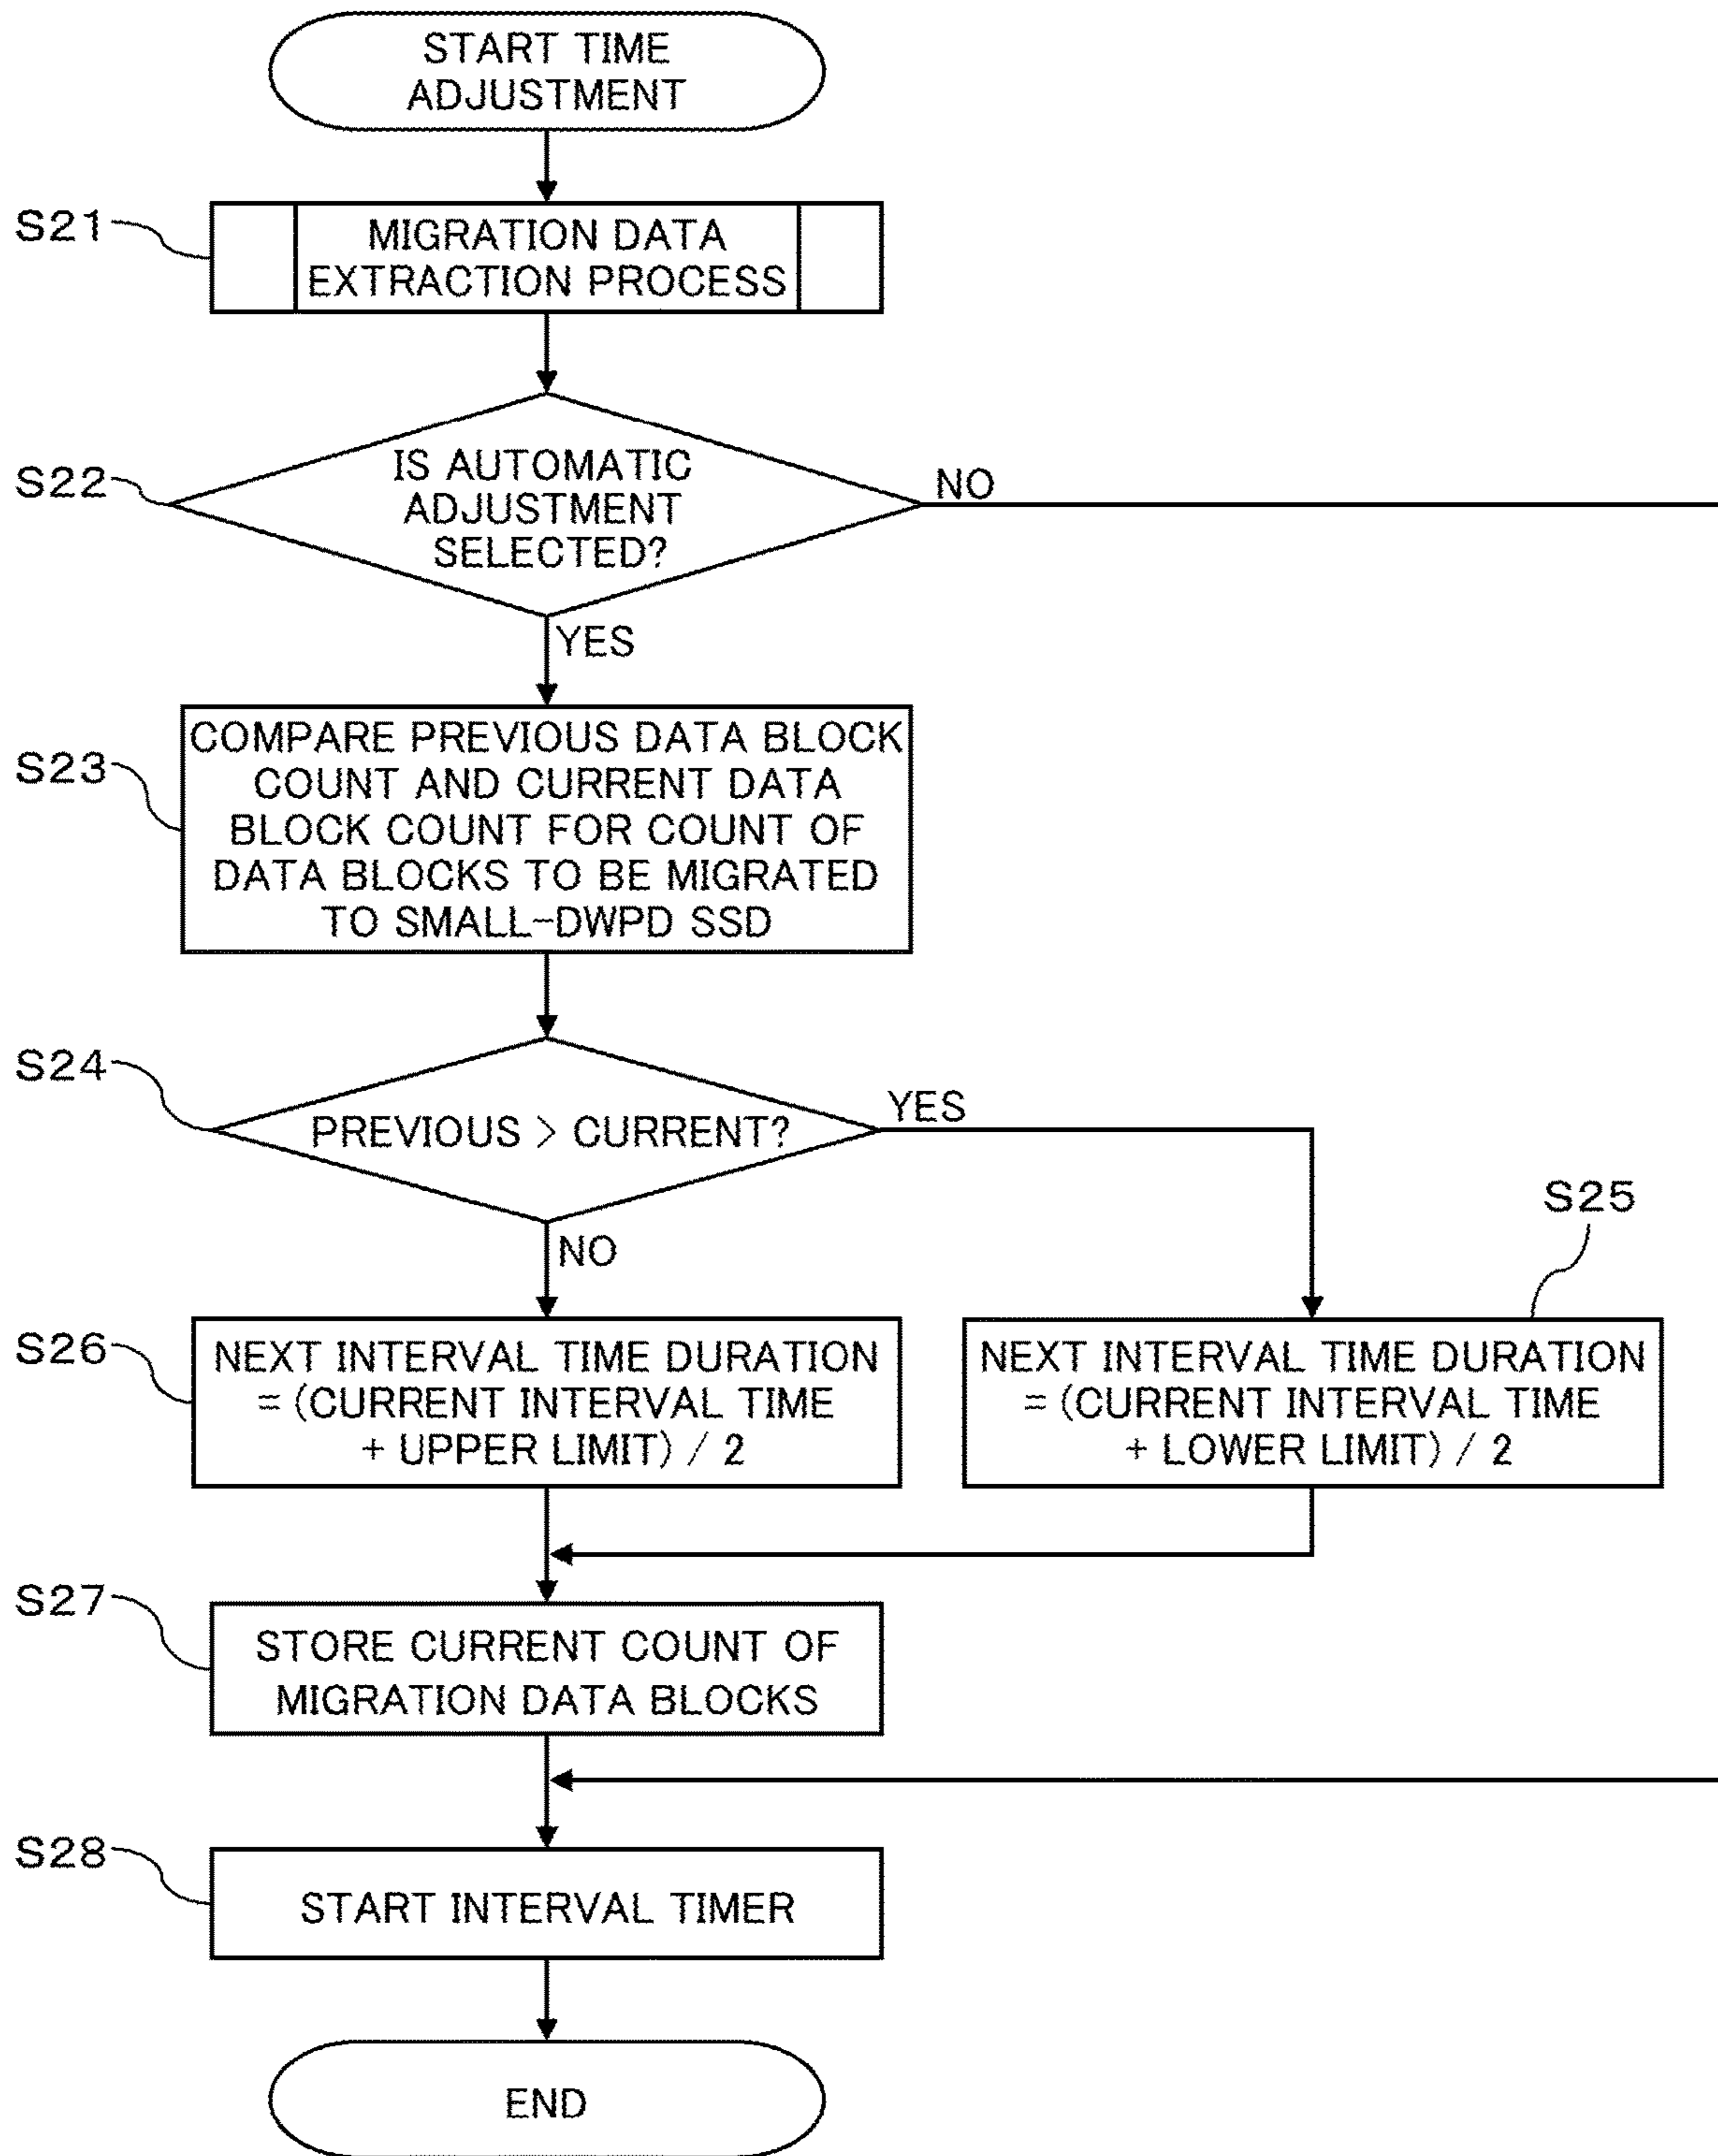 START TIME
ADJUSTMENT
S21
MIGRATION DATA
EXTRACTION PROCESS
S22
IS AUTOMATIC
ADJUSTMENT
SELECTED?
NO
YES
S23
COMPARE PREVIOUS DATA BLOCK
COUNT AND CURRENT DATA
BLOCK COUNT FOR COUNT OF
DATA BLOCKS TO BE MIGRATED
TO SMALL-DWPD SSD
S24
PREVIOUS > CURRENT?
YES
NO
S25
S26
NEXT INTERVAL TIME DURATION
= (CURRENT INTERVAL TIME
+ UPPER LIMIT) / 2
NEXT INTERVAL TIME DURATION
= (CURRENT INTERVAL TIME
+ LOWER LIMIT) / 2
S27
STORE CURRENT COUNT OF
MIGRATION DATA BLOCKS
S28
START INTERVAL TIMER
END